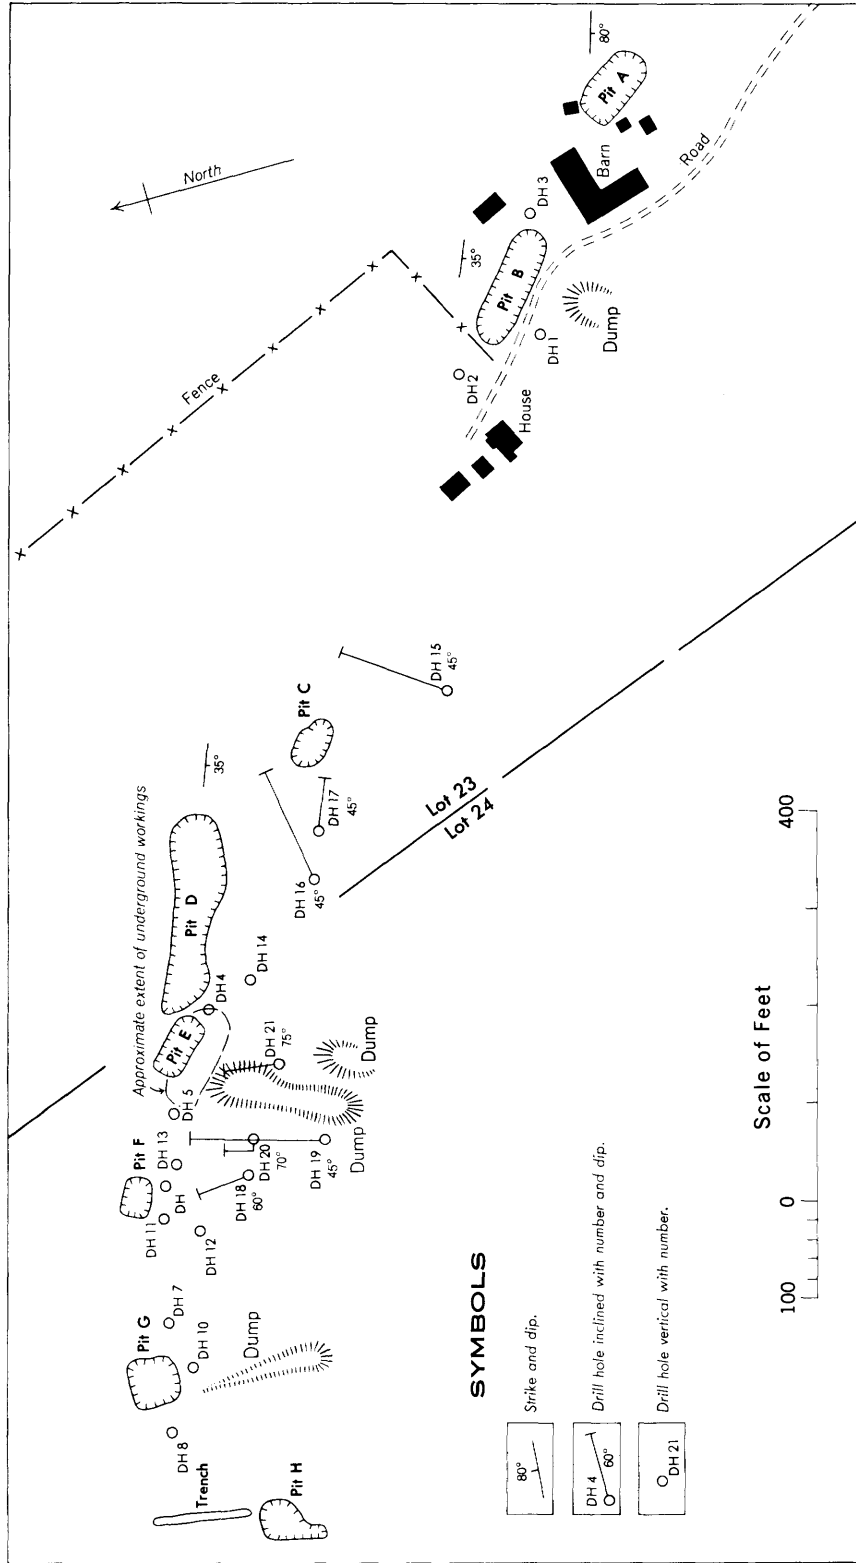 North
Fence
80°
Pit A
Barn
Road
DH 3
35°
Pit B
DH 1
Dump
DH 2
House
Approximate extent of underground workings
Pit D
35°
Pit C
DH 15
45°
DH 17
45°
DH 16
45°
Lot 23
Lot 24
DH 14
DH 4
Pit E
DH 5
DH 21
75°
Dump
Dump
Pit F
DH 13
DH
DH 11
DH 12
DH 18
60°
DH 20
70°
DH 19
45°
Pit G
DH 7
DH 10
Dump
DH 8
Trench
Pit H
SYMBOLS
80°
Strike and dip.
DH 4
60°
Drill hole inclined with number and dip.
DH 21
Drill hole vertical with number.
Scale of Feet
100
0
400